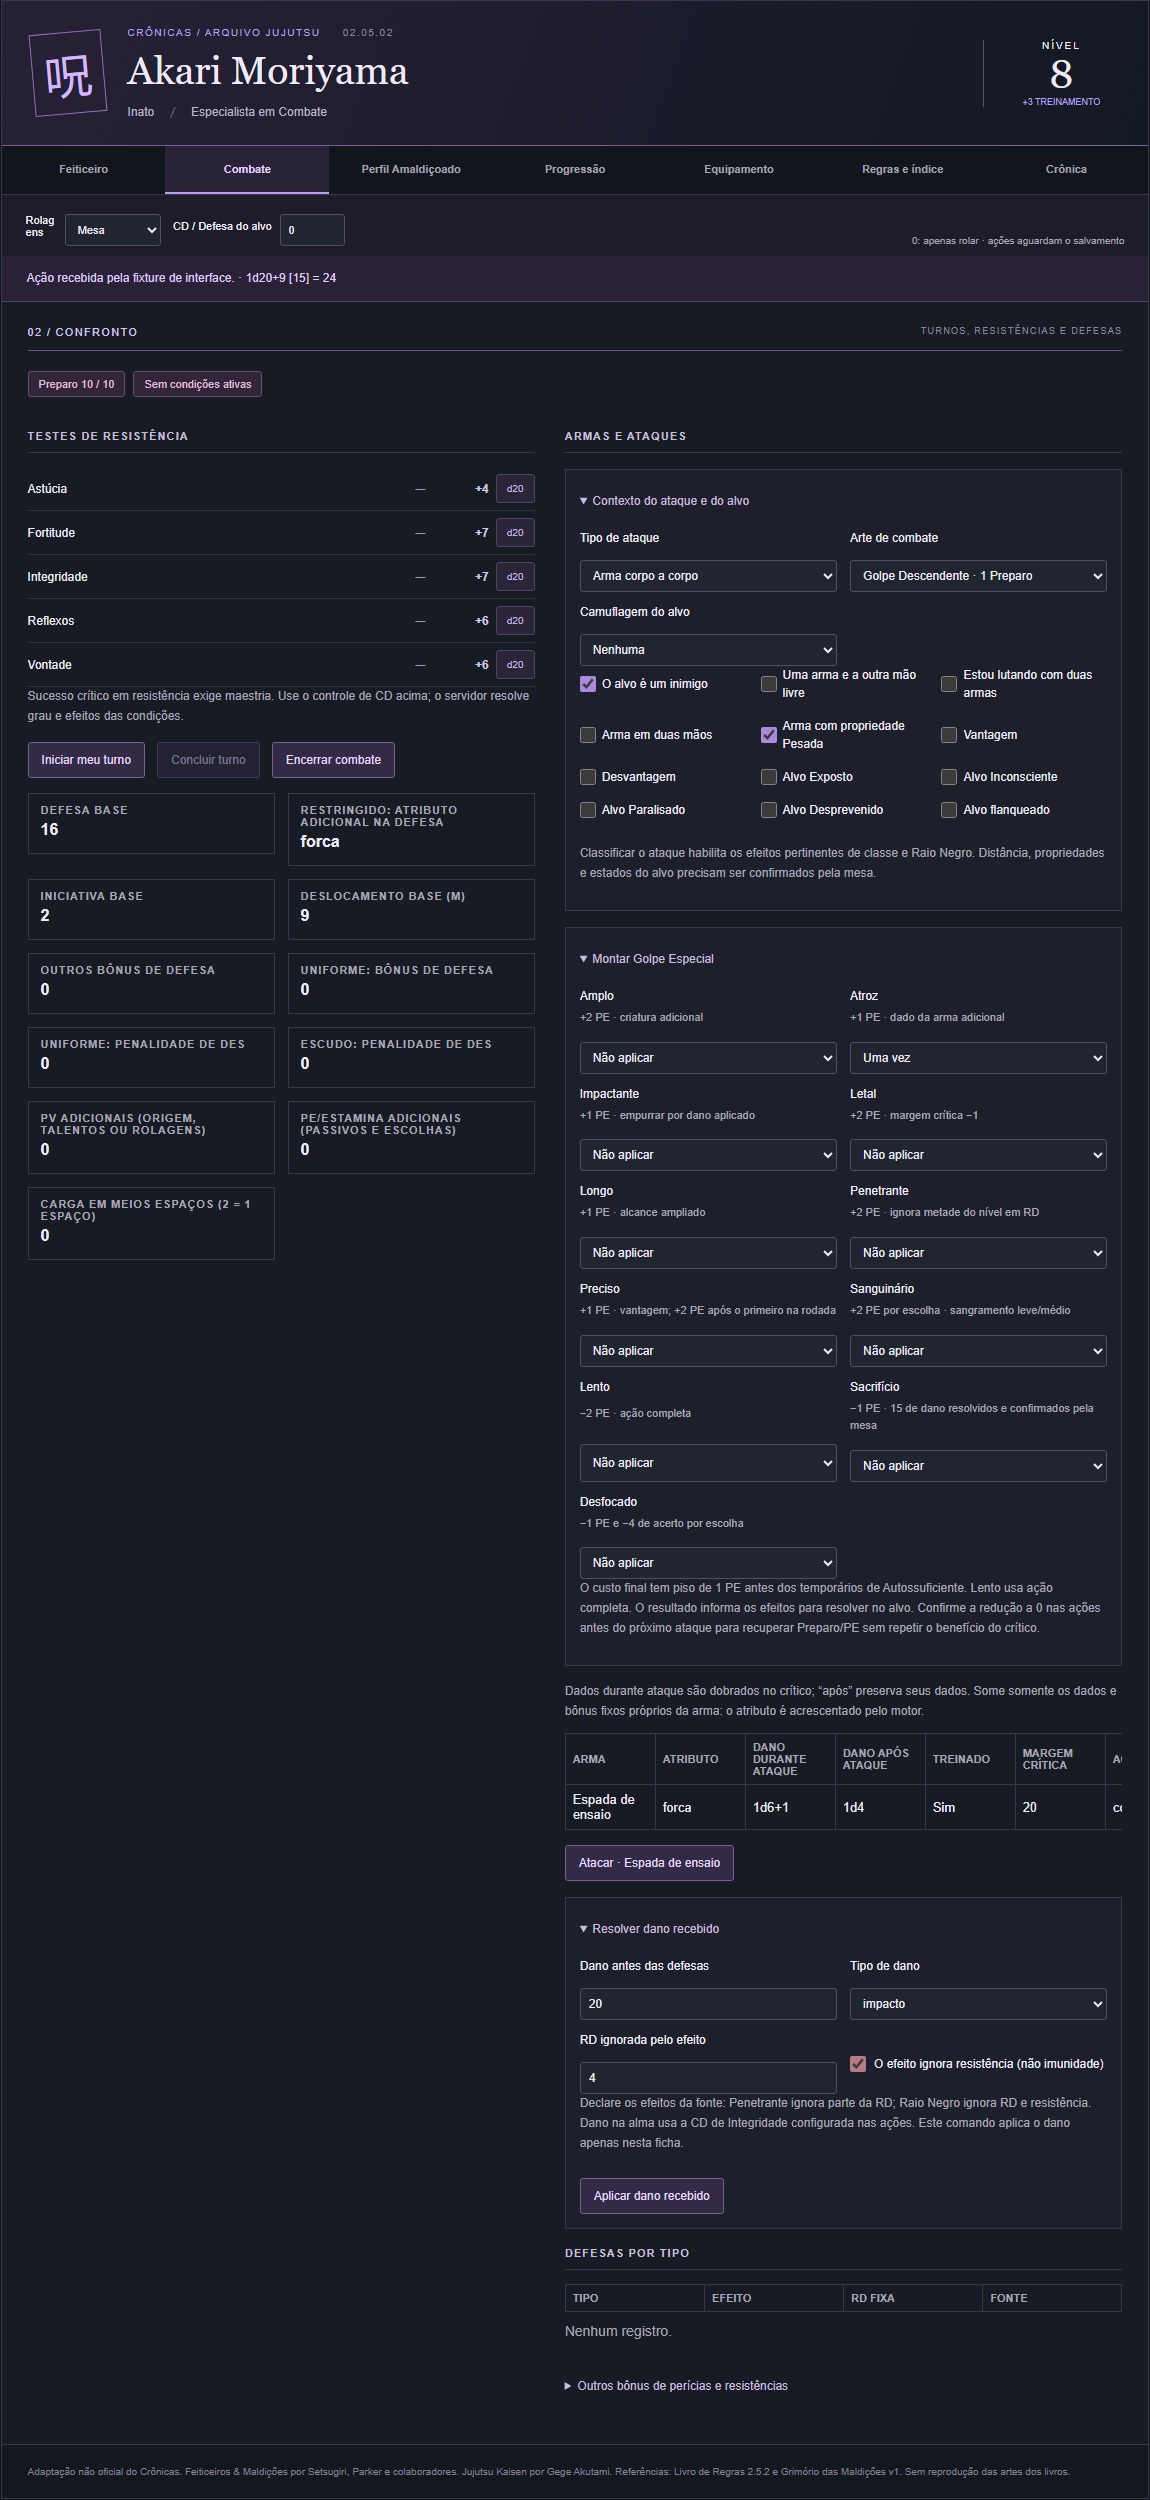 呪
CRÔNICAS / ARQUIVO JUJUTSU 02.05.02
Akari Moriyama
Inato / Especialista em Combate
NÍVEL
8
+3 TREINAMENTO
Feiticeiro
Combate
Perfil Amaldiçoado
Progressão
Equipamento
Regras e índice
Crônica
Rolag
ens
Mesa
CD / Defesa do alvo
0
0: apenas rolar · ações aguardam o salvamento
Ação recebida pela fixture de interface. · 1d20+9 [15] = 24
02 / CONFRONTO
TURNOS, RESISTÊNCIAS E DEFESAS
Preparo 10 / 10
Sem condições ativas
TESTES DE RESISTÊNCIA
Astúcia — +4 d20
Fortitude — +7 d20
Integridade — +7 d20
Reflexos — +6 d20
Vontade — +6 d20
Sucesso crítico em resistência exige maestria. Use o controle de CD acima; o servidor resolve
grau e efeitos das condições.
Iniciar meu turno
Concluir turno
Encerrar combate
DEFESA BASE
16
RESTRINGIDO: ATRIBUTO
ADICIONAL NA DEFESA
forca
INICIATIVA BASE
2
DESLOCAMENTO BASE (M)
9
OUTROS BÔNUS DE DEFESA
0
UNIFORME: BÔNUS DE DEFESA
0
UNIFORME: PENALIDADE DE DES
0
ESCUDO: PENALIDADE DE DES
0
PV ADICIONAIS (ORIGEM,
TALENTOS OU ROLAGENS)
0
PE/ESTAMINA ADICIONAIS
(PASSIVOS E ESCOLHAS)
0
CARGA EM MEIOS ESPAÇOS (2 = 1
ESPAÇO)
0
ARMAS E ATAQUES
▼ Contexto do ataque e do alvo
Tipo de ataque
Arma corpo a corpo
Arte de combate
Golpe Descendente · 1 Preparo
Camuflagem do alvo
Nenhuma
O alvo é um inimigo
Uma arma e a outra mão
livre
Estou lutando com duas
armas
Arma em duas mãos
Arma com propriedade
Pesada
Vantagem
Desvantagem
Alvo Exposto
Alvo Inconsciente
Alvo Paralisado
Alvo Desprevenido
Alvo flanqueado
Classificar o ataque habilita os efeitos pertinentes de classe e Raio Negro. Distância, propriedades
e estados do alvo precisam ser confirmados pela mesa.
▼ Montar Golpe Especial
Amplo
+2 PE · criatura adicional
Não aplicar
Atroz
+1 PE · dado da arma adicional
Uma vez
Impactante
+1 PE · empurrar por dano aplicado
Não aplicar
Letal
+2 PE · margem crítica −1
Não aplicar
Longo
+1 PE · alcance ampliado
Não aplicar
Penetrante
+2 PE · ignora metade do nível em RD
Não aplicar
Preciso
+1 PE · vantagem; +2 PE após o primeiro na rodada
Não aplicar
Sanguinário
+2 PE por escolha · sangramento leve/médio
Não aplicar
Lento
−2 PE · ação completa
Não aplicar
Sacrifício
−1 PE · 15 de dano resolvidos e confirmados pela
mesa
Não aplicar
Desfocado
−1 PE e −4 de acerto por escolha
Não aplicar
O custo final tem piso de 1 PE antes dos temporários de Autossuficiente. Lento usa ação
completa. O resultado informa os efeitos para resolver no alvo. Confirme a redução a 0 nas ações
antes do próximo ataque para recuperar Preparo/PE sem repetir o benefício do crítico.
Dados durante ataque são dobrados no crítico; “após” preserva seus dados. Some somente os dados e
bônus fixos próprios da arma: o atributo é acrescentado pelo motor.
ARMA
ATRIBUTO
DANO
DURANTE
ATAQUE
DANO APÓS
ATAQUE
TREINADO
MARGEM
CRÍTICA
Espada de
ensaio
forca
1d6+1
1d4
Sim
20
Atacar · Espada de ensaio
▼ Resolver dano recebido
Dano antes das defesas
20
Tipo de dano
impacto
RD ignorada pelo efeito
4
O efeito ignora resistência (não imunidade)
Declare os efeitos da fonte: Penetrante ignora parte da RD; Raio Negro ignora RD e resistência.
Dano na alma usa a CD de Integridade configurada nas ações. Este comando aplica o dano
apenas nesta ficha.
Aplicar dano recebido
DEFESAS POR TIPO
TIPO
EFEITO
RD FIXA
FONTE
Nenhum registro.
▶ Outros bônus de perícias e resistências
Adaptação não oficial do Crônicas. Feiticeiros & Maldições por Setsugiri, Parker e colaboradores. Jujutsu Kaisen por Gege Akutami. Referências: Livro de Regras 2.5.2 e Grimório das Maldições v1. Sem reprodução das artes dos livros.